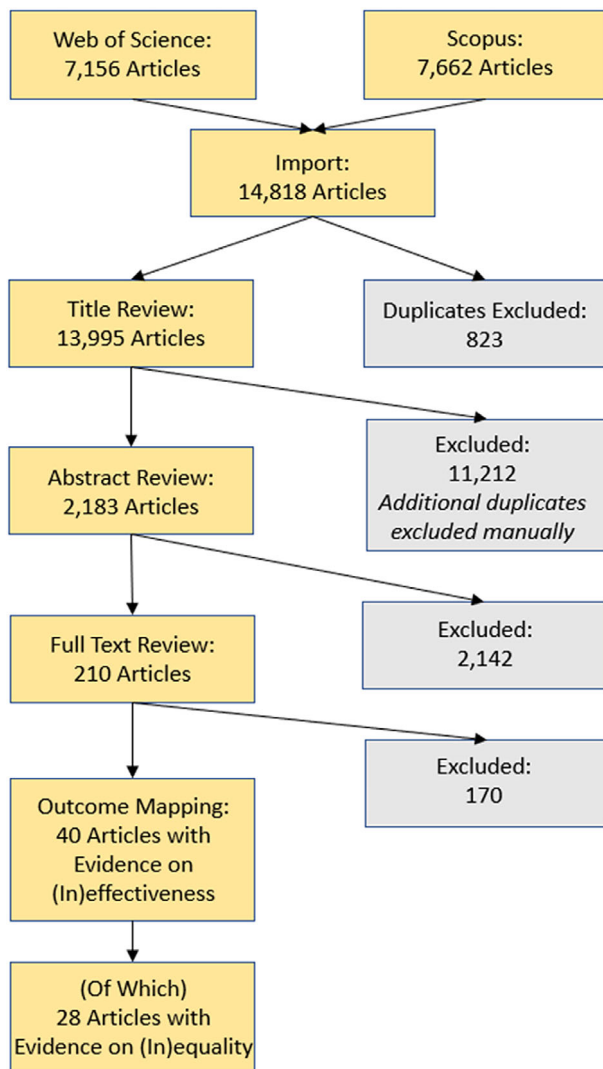 Web of Science:
7,156 Articles
Scopus:
7,662 Articles
Import:
14,818 Articles
Title Review:
13,995 Articles
Duplicates Excluded:
823
Excluded:
11,212
Additional duplicates
excluded manually
Abstract Review:
2,183 Articles
Excluded:
2,142
Full Text Review:
210 Articles
Excluded:
170
Outcome Mapping:
40 Articles with
Evidence on
(In)effectiveness
(Of Which)
28 Articles with
Evidence on (In)equality